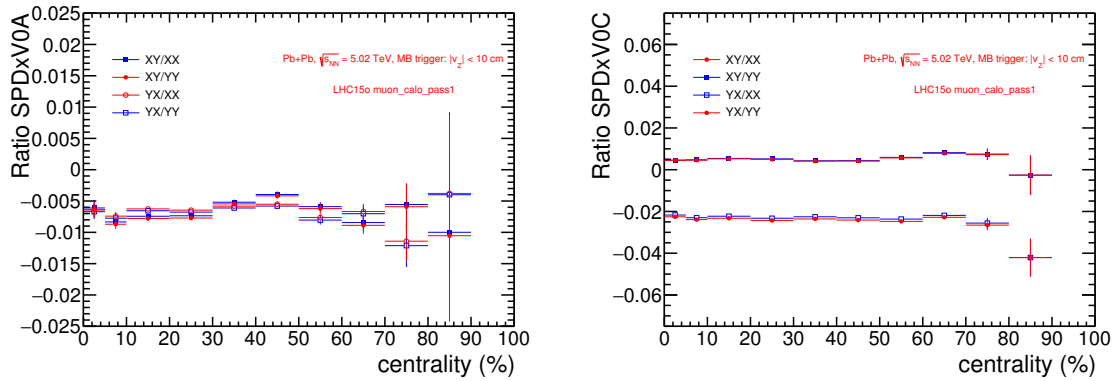 Ratio SPDxV0A
0.025
0.02
0.015
0.01
0.005
0
−0.005
−0.01
−0.015
−0.02
−0.025
XY/XX
XY/YY
YX/XX
YX/YY
Pb+Pb, √s_NN = 5.02 TeV, MB trigger: |v_Z| < 10 cm
LHC15o muon_calo_pass1
0 10 20 30 40 50 60 70 80 90 100
centrality (%)
Ratio SPDxV0C
0.06
0.04
0.02
0
−0.02
−0.04
−0.06
XY/XX
XY/YY
YX/XX
YX/YY
Pb+Pb, √s_NN = 5.02 TeV, MB trigger: |v_Z| < 10 cm
LHC15o muon_calo_pass1
0 10 20 30 40 50 60 70 80 90 100
centrality (%)